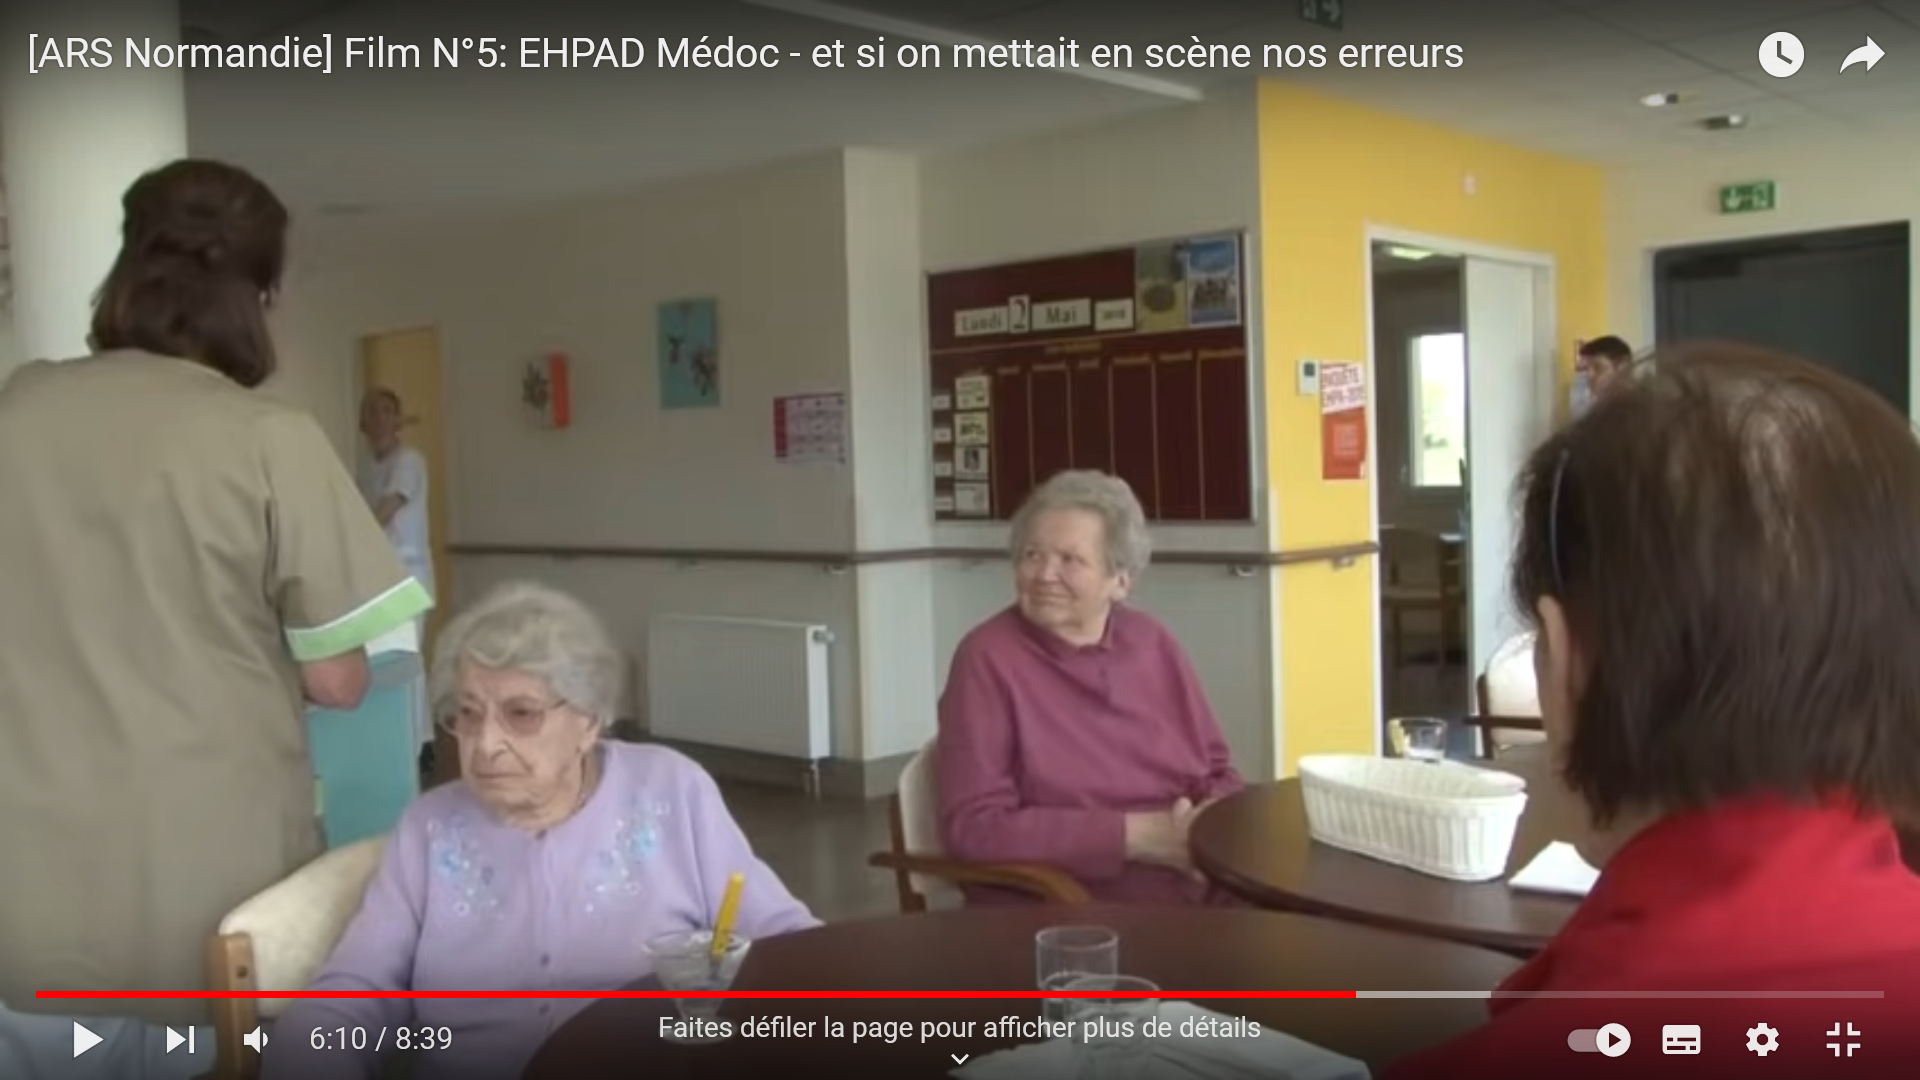 [ARS Normandie] Film N°5: EHPAD Médoc - et si on mettait en scène nos erreurs
Lundi 2 Mai
ENQUÊTE
6:10 / 8:39
Faites défiler la page pour afficher plus de détails